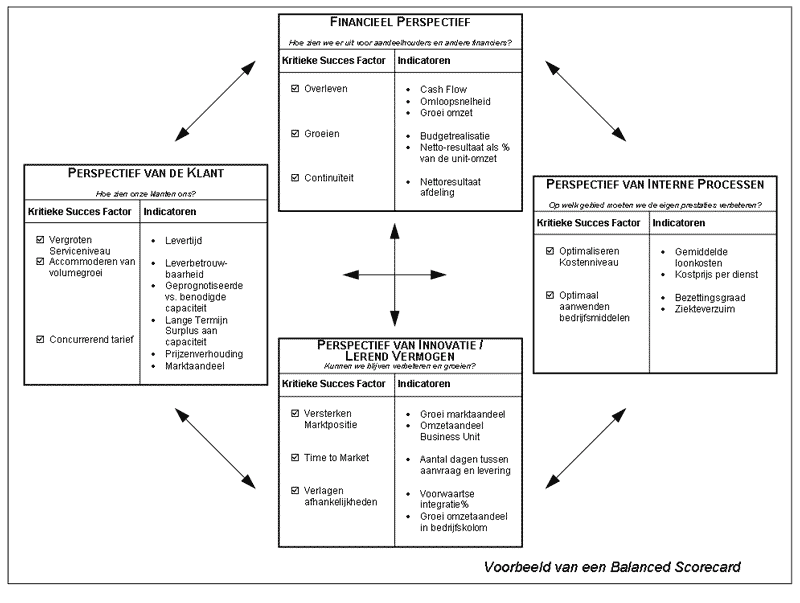 FINANCIEEL PERSPECTIEF
Hoe zien we er uit voor aandeelhouders en andere financiers?
Kritieke Succes Factor
Indicatoren
Overleven
Groeien
Continuïteit
Cash Flow
Omloopsnelheid
Groei omzet
Budgetrealisatie
Netto-resultaat als %
van de unit-omzet
Nettoresultaat
afdeling
PERSPECTIEF VAN DE KLANT
Hoe zien onze klanten ons?
Kritieke Succes Factor
Indicatoren
Vergroten
Serviceniveau
Accommoderen van
volumegroei
Concurrerend tarief
Levertijd
Leverbetrouw-
baarheid
Geprognotiseerde
vs. benodigde
capaciteit
Lange Termijn
Surplus aan
capaciteit
Prijzenverhouding
Marktaandeel
PERSPECTIEF VAN INTERNE PROCESSEN
Op welk gebied moeten we de eigen prestaties verbeteren?
Kritieke Succes Factor
Indicatoren
Optimaliseren
Kostenniveau
Optimaal
aanwenden
bedrijfsmiddelen
Gemiddelde
loonkosten
Kostprijs per dienst
Bezettingsgraad
Ziekteverzuim
PERSPECTIEF VAN INNOVATIE /
LEREND VERMOGEN
Kunnen we blijven verbeteren en groeien?
Kritieke Succes Factor
Indicatoren
Versterken
Marktpositie
Time to Market
Verlagen
afhankelijkheden
Groei marktaandeel
Omzetaandeel
Business Unit
Aantal dagen tussen
aanvraag en levering
Voorwaartse
integratie%
Groei omzetaandeel
in bedrijfskolom
Voorbeeld van een Balanced Scorecard